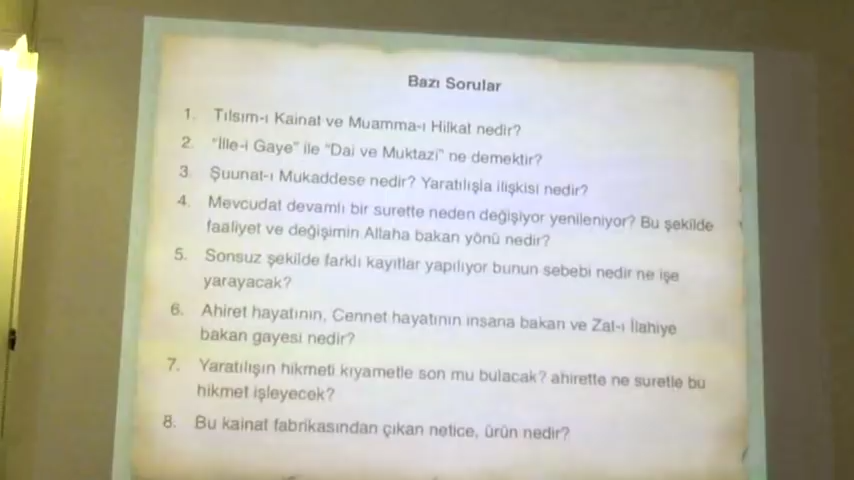 Bazı Sorular
1. Tılsım-ı Kainat ve Muamma-ı Hilkat nedir?
2. "İlle-i Gaye" ile "Dai ve Muktazi" ne demektir?
3. Şuunat-ı Mukaddese nedir? Yaratılışla ilişkisi nedir?
4. Mevcudat devamlı bir surette neden değişiyor yenileniyor? Bu şekilde
faaliyet ve değişimin Allaha bakan yönü nedir?
5. Sonsuz şekilde farklı kayıtlar yapılıyor bunun sebebi nedir ne işe
yarayacak?
6. Ahiret hayatının, Cennet hayatının insana bakan ve Zat-ı İlahiye
bakan gayesi nedir?
7. Yaratılışın hikmeti kıyametle son mu bulacak? ahirette ne suretle bu
hikmet işleyecek?
8. Bu kainat fabrikasından çıkan netice, ürün nedir?